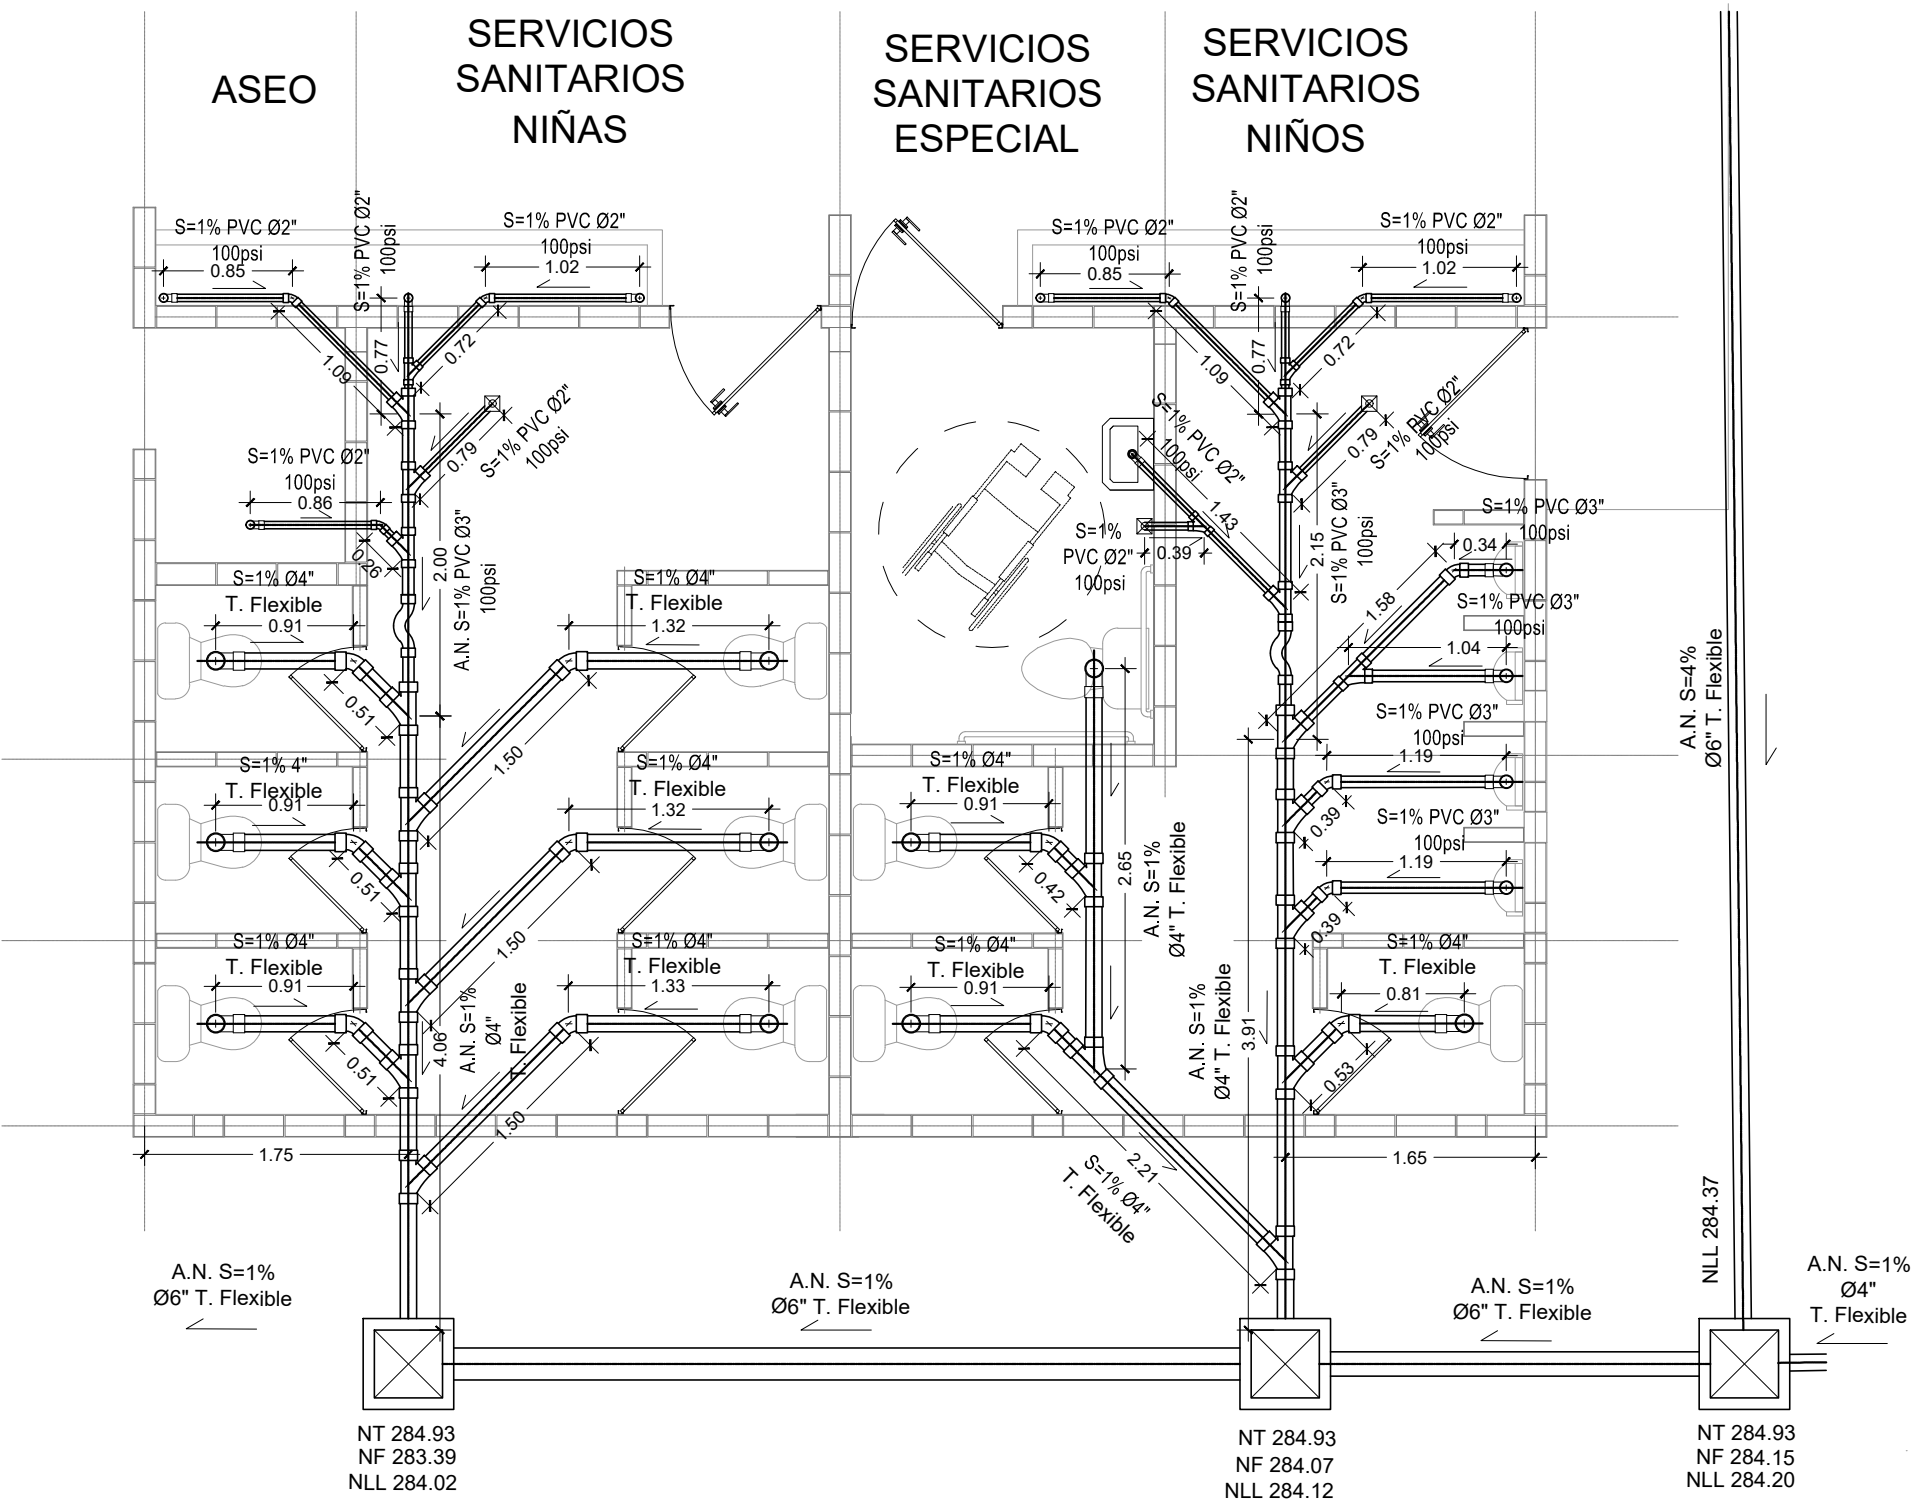 ASEO
SERVICIOS
SANITARIOS
NIÑAS
SERVICIOS
SANITARIOS
ESPECIAL
SERVICIOS
SANITARIOS
NIÑOS
S=1% PVC Ø2"
100psi
0.85
S=1% PVC Ø2"
100psi
S=1% PVC Ø2"
100psi
1.02
S=1% PVC Ø2"
100psi
0.85
S=1% PVC Ø2"
100psi
S=1% PVC Ø2"
100psi
1.02
1.09
0.77
0.72
0.79
S=1% PVC Ø2"
100psi
1.09
0.77
0.72
0.79
S=1% PVC Ø2"
100psi
S=1% PVC Ø2"
100psi
0.86
0.26
2.00
A.N. S=1% PVC Ø3"
100psi
S=1% PVC Ø2"
100psi
1.43
S=1%
PVC Ø2"
100psi
0.39
2.15
S=1% PVC Ø3"
100psi
S=1% PVC Ø3"
100psi
0.34
1.58
S=1% PVC Ø3"
100psi
1.04
S=1% PVC Ø3"
100psi
1.19
0.39
S=1% PVC Ø3"
100psi
1.19
0.39
S=1% Ø4"
T. Flexible
0.91
0.51
S=1% Ø4"
T. Flexible
1.32
1.50
S=1% 4"
T. Flexible
0.91
0.51
S=1% Ø4"
T. Flexible
1.32
1.50
S=1% Ø4"
T. Flexible
0.91
0.51
S=1% Ø4"
T. Flexible
1.33
1.50
4.06
A.N. S=1%
Ø4"
T. Flexible
S=1% Ø4"
T. Flexible
0.91
0.42
2.65
A.N. S=1%
Ø4" T. Flexible
S=1% Ø4"
T. Flexible
0.91
2.21
S=1% Ø4"
T. Flexible
A.N. S=1%
Ø4" T. Flexible
3.91
S=1% Ø4"
T. Flexible
0.81
0.53
A.N. S=4%
Ø6" T. Flexible
1.75
1.65
NLL 284.37
A.N. S=1%
Ø6" T. Flexible
A.N. S=1%
Ø6" T. Flexible
A.N. S=1%
Ø6" T. Flexible
A.N. S=1%
Ø4"
T. Flexible
NT 284.93
NF 283.39
NLL 284.02
NT 284.93
NF 284.07
NLL 284.12
NT 284.93
NF 284.15
NLL 284.20